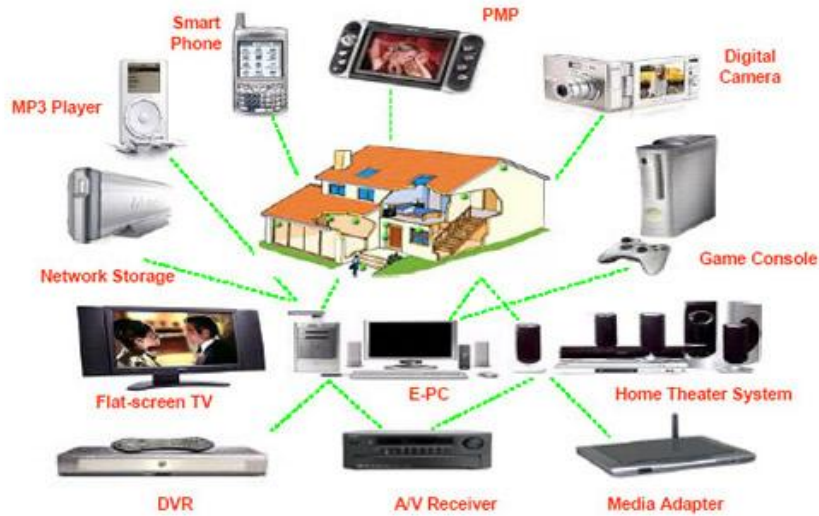 Smart
Phone
PMP
Digital
Camera
MP3 Player
Network Storage
Game Console
Flat-screen TV
E-PC
Home Theater System
DVR
A/V Receiver
Media Adapter